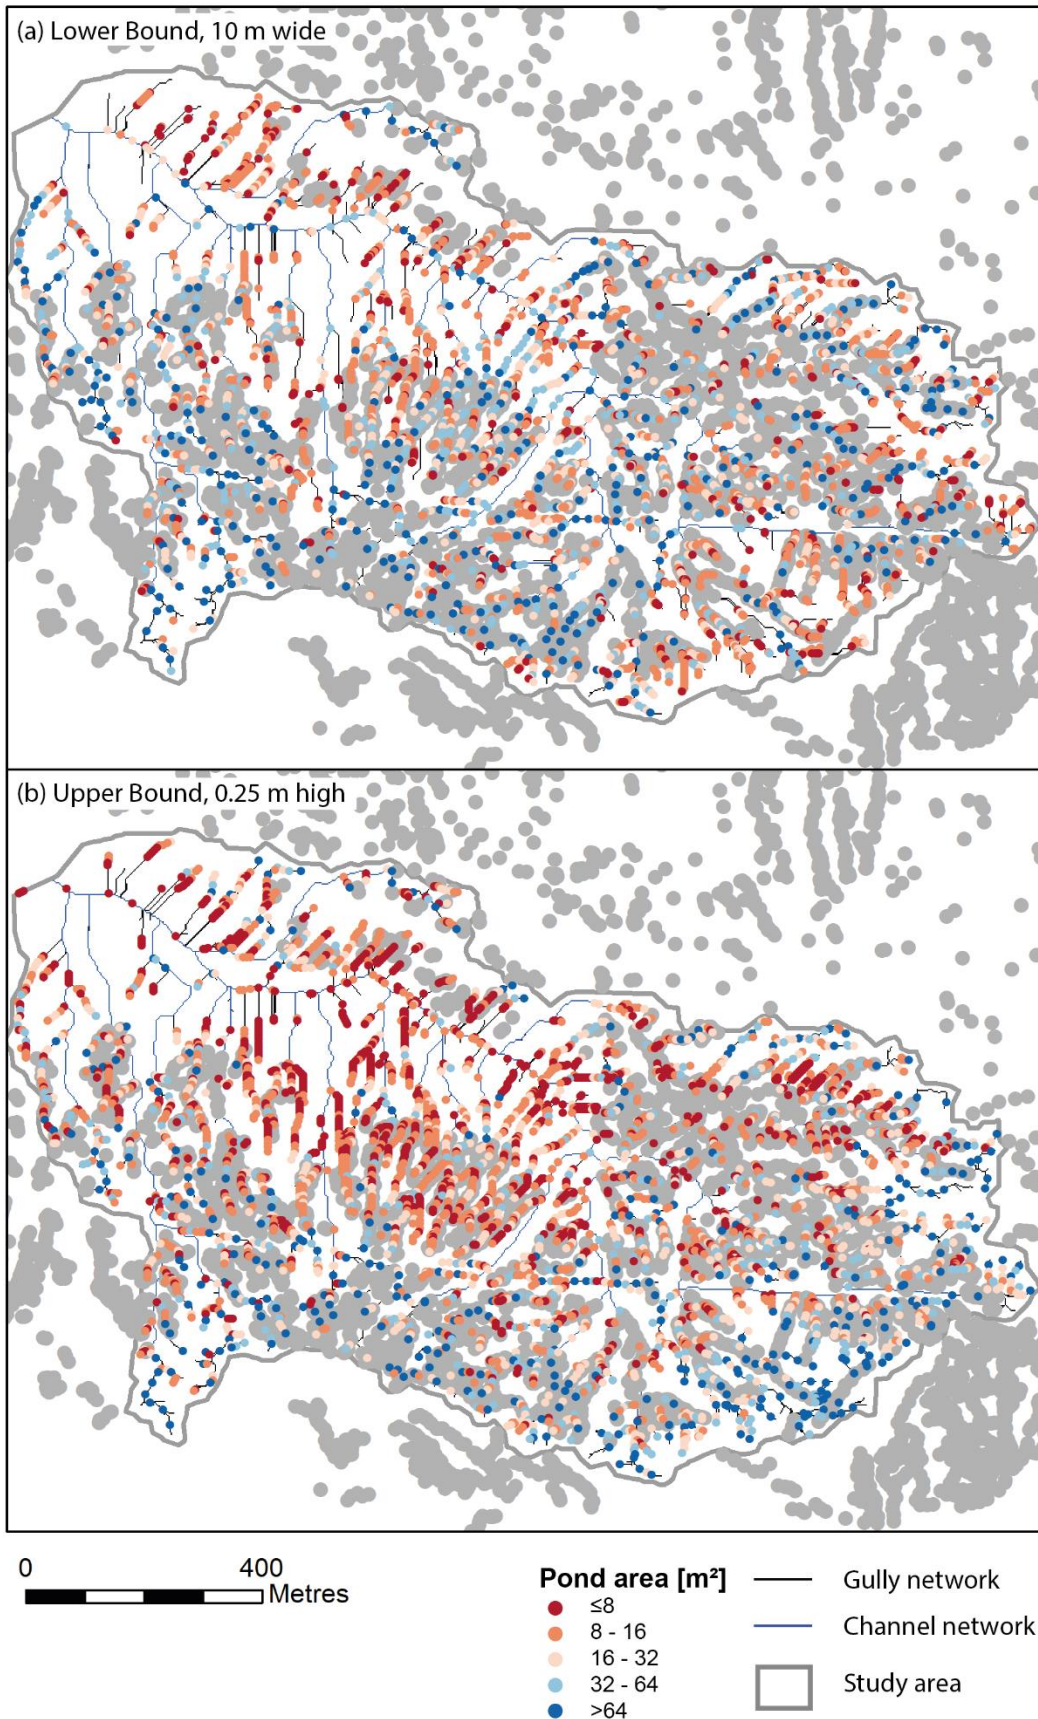 (a) Lower Bound, 10 m wide
(b) Upper Bound, 0.25 m high
0 400
Metres
Pond area [m²]
≤8
8 - 16
16 - 32
32 - 64
>64
Gully network
Channel network
Study area